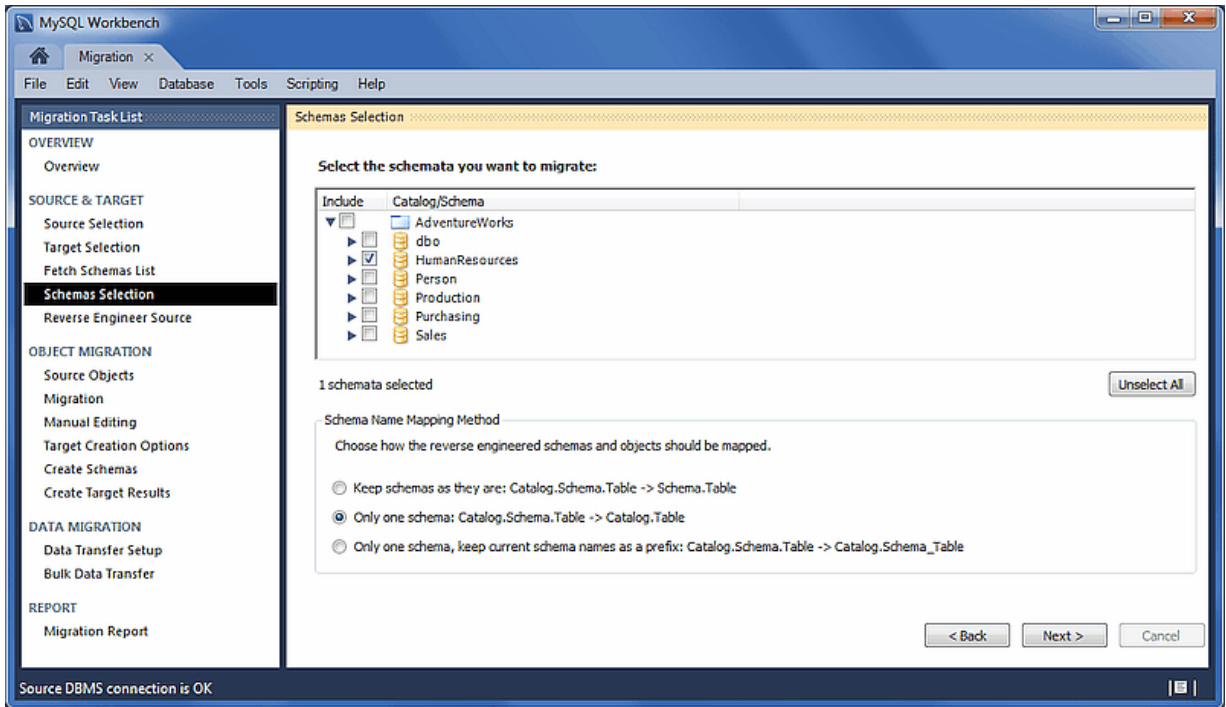 MySQL Workbench
Migration
File Edit View Database Tools Scripting Help
Migration Task List
OVERVIEW
Overview
SOURCE & TARGET
Source Selection
Target Selection
Fetch Schemas List
Schemas Selection
Reverse Engineer Source
OBJECT MIGRATION
Source Objects
Migration
Manual Editing
Target Creation Options
Create Schemas
Create Target Results
DATA MIGRATION
Data Transfer Setup
Bulk Data Transfer
REPORT
Migration Report
Schemas Selection
Select the schemata you want to migrate:
Include Catalog/Schema
AdventureWorks
dbo
HumanResources
Person
Production
Purchasing
Sales
1 schemata selected
Unselect All
Schema Name Mapping Method
Choose how the reverse engineered schemas and objects should be mapped.
Keep schemas as they are: Catalog.Schema.Table -> Schema.Table
Only one schema: Catalog.Schema.Table -> Catalog.Table
Only one schema, keep current schema names as a prefix: Catalog.Schema.Table -> Catalog.Schema_Table
< Back Next > Cancel
Source DBMS connection is OK